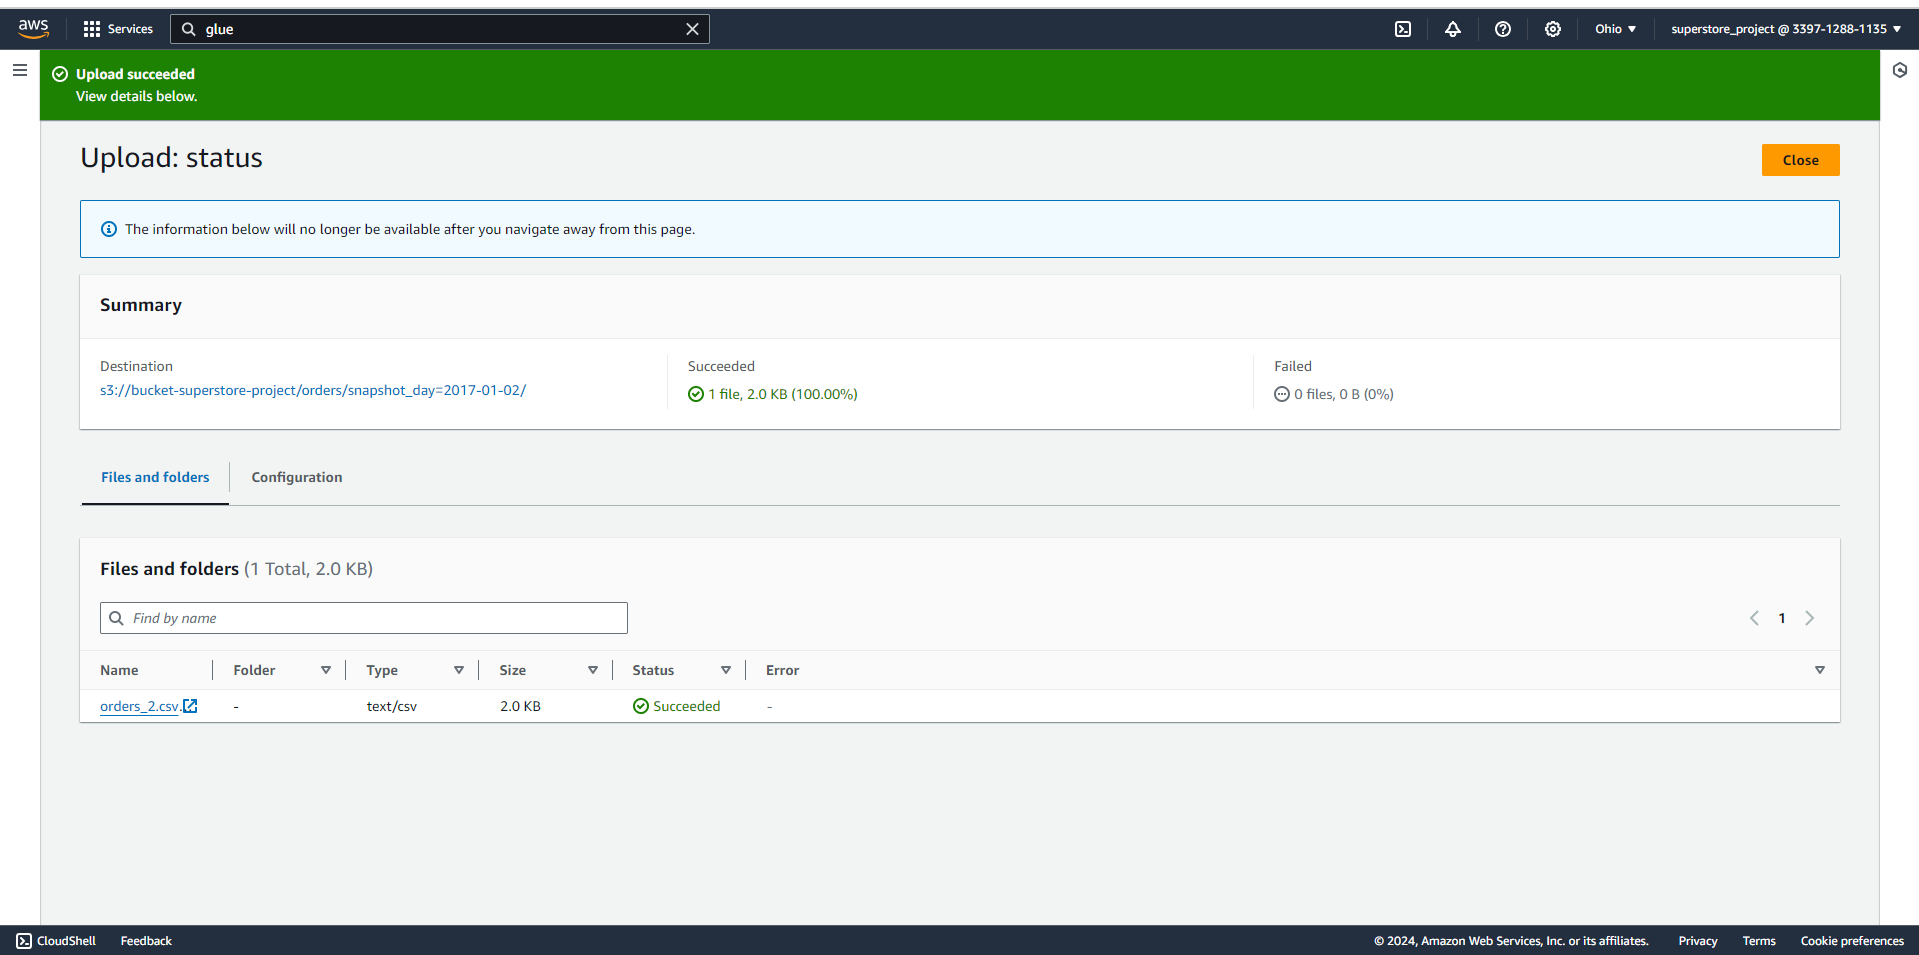 aws
Services
glue
Ohio ▼
superstore_project @ 3397-1288-1135 ▼
Upload succeeded
View details below.
Upload: status
Close
The information below will no longer be available after you navigate away from this page.
Summary
Destination
s3://bucket-superstore-project/orders/snapshot_day=2017-01-02/
Succeeded
1 file, 2.0 KB (100.00%)
Failed
0 files, 0 B (0%)
Files and folders
Configuration
Files and folders (1 Total, 2.0 KB)
Find by name
1
Name Folder Type Size Status Error
orders_2.csv. - text/csv 2.0 KB Succeeded -
CloudShell Feedback © 2024, Amazon Web Services, Inc. or its affiliates. Privacy Terms Cookie preferences